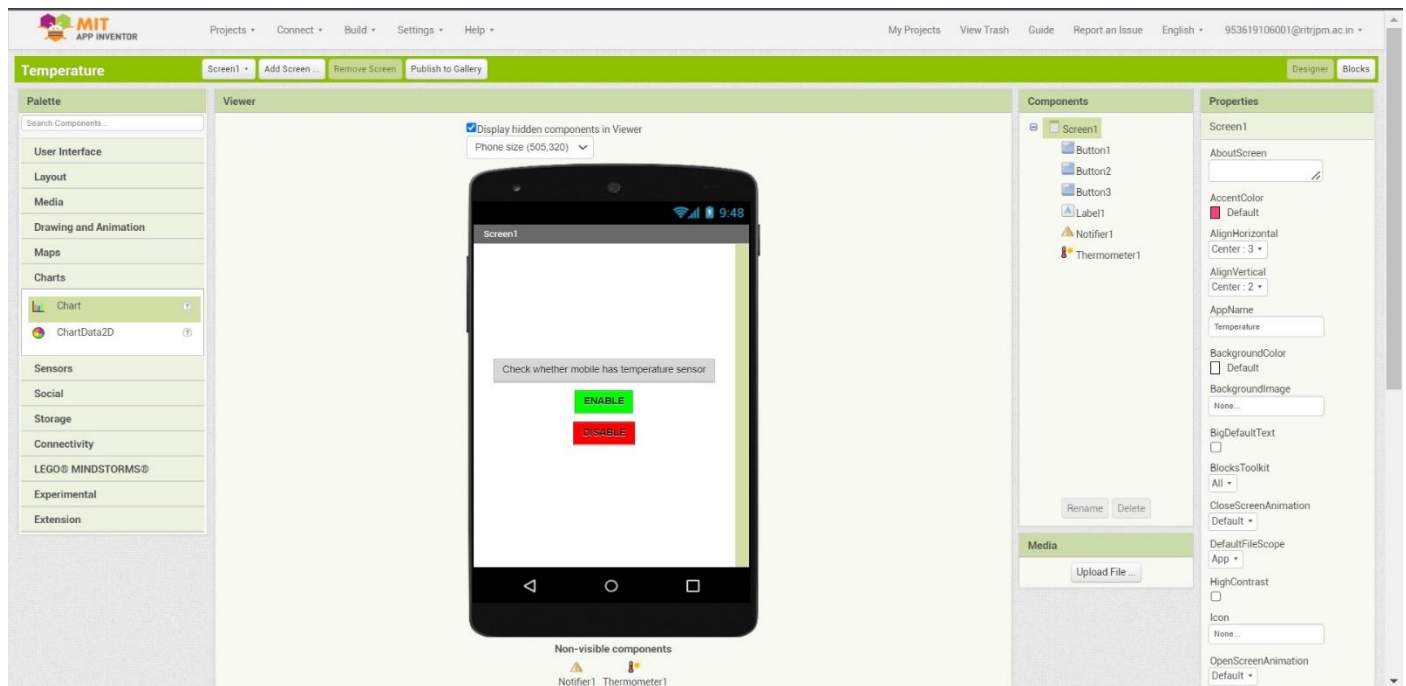 MIT
APP INVENTOR
Projects
Connect
Build
Settings
Help
My Projects
View Trash
Guide
Report an Issue
English
953619106001@ritrjpm.ac.in
Temperature
Screen1
Add Screen ...
Remove Screen
Publish to Gallery
Designer
Blocks
Palette
Search Components...
User Interface
Layout
Media
Drawing and Animation
Maps
Charts
Chart
?
ChartData2D
?
Sensors
Social
Storage
Connectivity
LEGO® MINDSTORMS®
Experimental
Extension
Viewer
Display hidden components in Viewer
Phone size (505,320)
9:48
Screen1
Check whether mobile has temperature sensor
ENABLE
DISABLE
Non-visible components
Notifier1
Thermometer1
Components
Screen1
Button1
Button2
Button3
A Label1
Notifier1
Thermometer1
Rename
Delete
Media
Upload File ...
Properties
Screen1
AboutScreen
AccentColor
Default
AlignHorizontal
Center : 3
AlignVertical
Center : 2
AppName
Temperature
BackgroundColor
Default
BackgroundImage
None...
BigDefaultText
BlocksToolkit
All
CloseScreenAnimation
Default
DefaultFileScope
App
HighContrast
Icon
None...
OpenScreenAnimation
Default